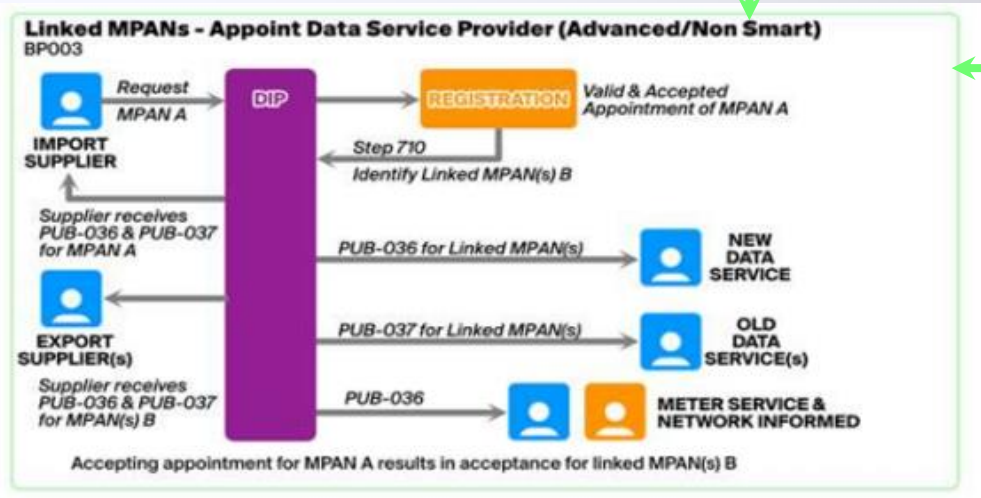 Linked MPANs - Appoint Data Service Provider (Advanced/Non Smart)
BP003
Request
MPAN A
DIP
REGISTRATION
Valid & Accepted
Appointment of MPAN A
IMPORT
SUPPLIER
Step 710
Identify Linked MPAN(s) B
Supplier receives
PUB-036 & PUB-037
for MPAN A
PUB-036 for Linked MPAN(s)
NEW
DATA
SERVICE
EXPORT
SUPPLIER(s)
PUB-037 for Linked MPAN(s)
OLD
DATA
SERVICE(s)
Supplier receives
PUB-036 & PUB-037
for MPAN(s) B
PUB-036
METER SERVICE &
NETWORK INFORMED
Accepting appointment for MPAN A results in acceptance for linked MPAN(s) B